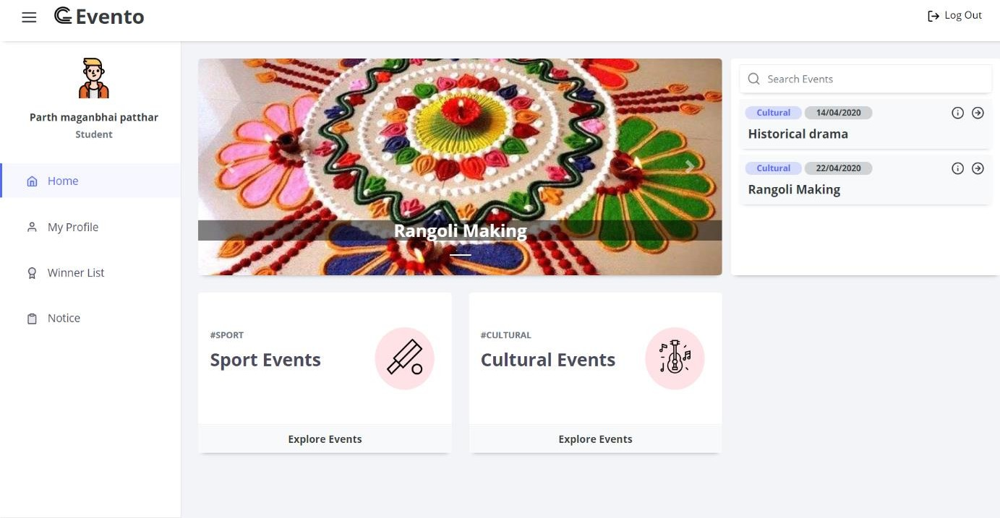 Evento
Log Out
Parth maganbhai patthar
Student
Home
My Profile
Winner List
Notice
Rangoli Making
Search Events
Cultural 14/04/2020
Historical drama
Cultural 22/04/2020
Rangoli Making
#SPORT
Sport Events
Explore Events
#CULTURAL
Cultural Events
Explore Events